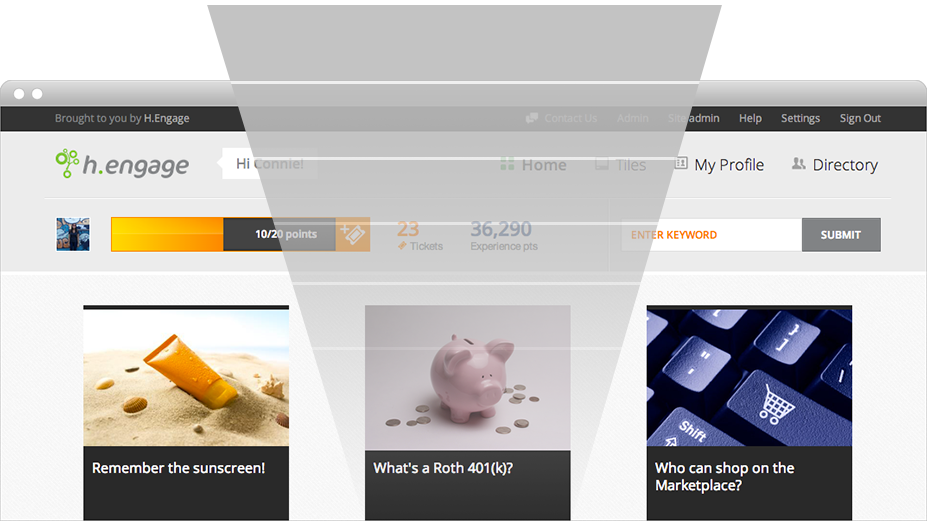 Brought to you by H.Engage
Contact Us Admin Site admin Help Settings Sign Out
h.engage
Hi Connie!
Home Tiles My Profile Directory
10/20 points
23
Tickets
36,290
Experience pts
ENTER KEYWORD
SUBMIT
Remember the sunscreen!
What's a Roth 401(k)?
Shift
Who can shop on the
Marketplace?